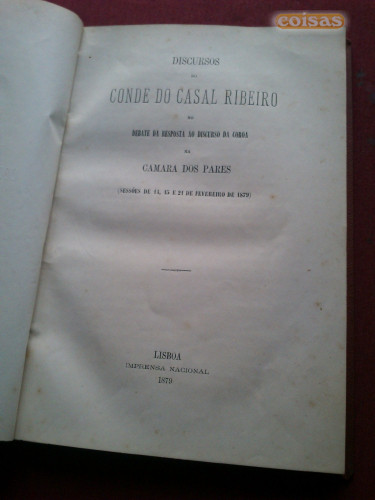 coisas
DISCURSOS
DO
CONDE DO CASAL RIBEIRO
NO
DEBATE DA RESPOSTA AO DISCURSO DA COROA
NA
CAMARA DOS PARES
(SESSÕES DE 14, 15 E 21 DE FEVEREIRO DE 1879)
LISBOA
IMPRENSA NACIONAL
1879